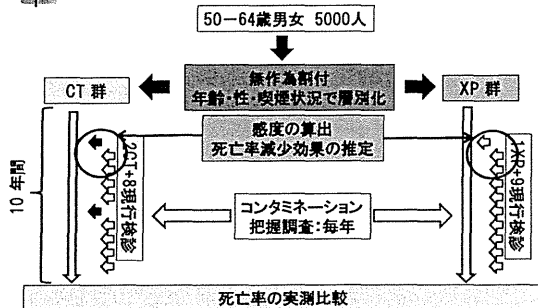 50－64歳男女 5000人
CT 群
無作為割付
年齢・性・喫煙状況で層別化
XP 群
感度の算出
死亡率減少効果の推定
10 年間
2CT+8現行検診
1XR+9現行検診
コンタミネーション
把握調査：毎年
死亡率の実測比較